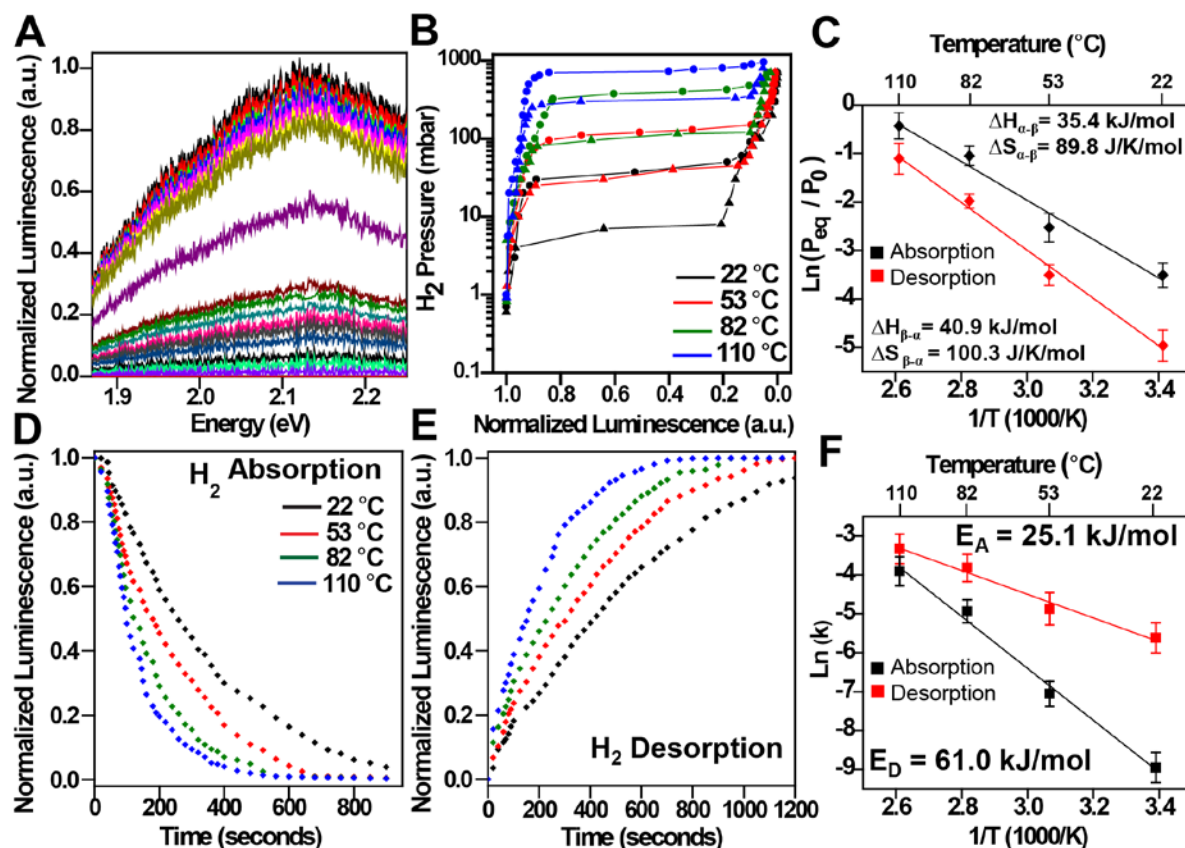 A
Normalized Luminescence (a.u.)
1.0
0.8
0.6
0.4
0.2
0.0
1.9 2.0 2.1 2.2
Energy (eV)
B
H2 Pressure (mbar)
1000
100
10
1
0.1
22 °C
53 °C
82 °C
110 °C
1.0 0.8 0.6 0.4 0.2 0.0
Normalized Luminescence (a.u.)
C
Temperature (°C)
110 82 53 22
Ln (Peq / P0)
0
-1
-2
-3
-4
-5
ΔHα-β= 35.4 kJ/mol
ΔSα-β= 89.8 J/K/mol
Absorption
Desorption
ΔHβ-α= 40.9 kJ/mol
ΔSβ-α= 100.3 J/K/mol
2.6 2.8 3.0 3.2 3.4
1/T (1000/K)
D
Normalized Luminescence (a.u.)
1.0
0.8
0.6
0.4
0.2
0.0
H2 Absorption
22 °C
53 °C
82 °C
110 °C
0 200 400 600 800
Time (seconds)
E
Normalized Luminescence (a.u.)
1.0
0.8
0.6
0.4
0.2
0.0
H2 Desorption
0 200 400 600 800 1000 1200
Time (seconds)
F
Temperature (°C)
110 82 53 22
Ln (k)
-3
-4
-5
-6
-7
-8
-9
EA = 25.1 kJ/mol
Absorption
Desorption
ED = 61.0 kJ/mol
2.6 2.8 3.0 3.2 3.4
1/T (1000/K)